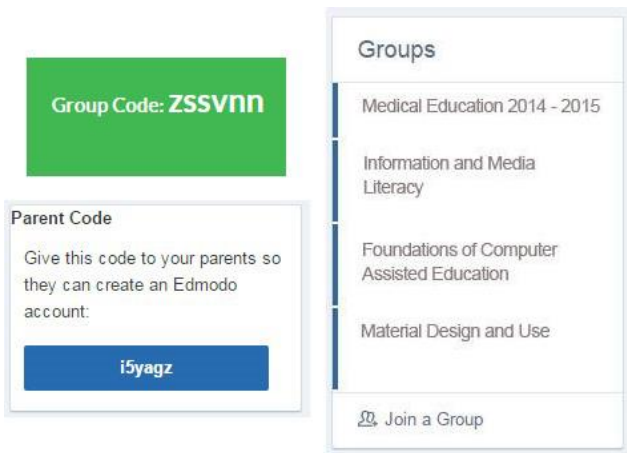 Group Code: zssvnn
Parent Code
Give this code to your parents so
they can create an Edmodo
account:
i5yagz
Groups
Medical Education 2014 - 2015
Information and Media
Literacy
Foundations of Computer
Assisted Education
Material Design and Use
Join a Group